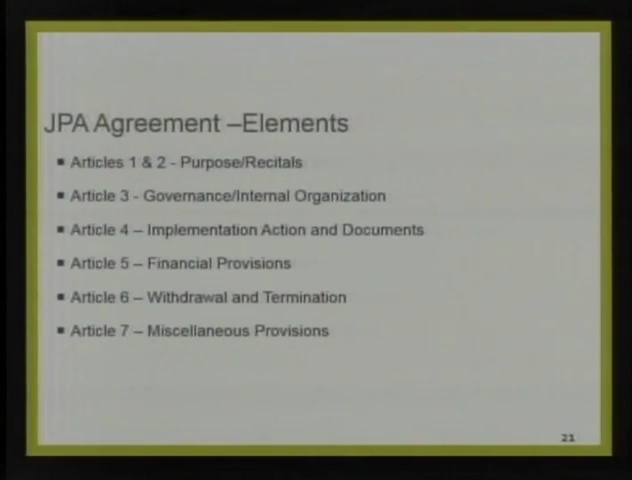 JPA Agreement –Elements
▪ Articles 1 & 2 - Purpose/Recitals
▪ Article 3 - Governance/Internal Organization
▪ Article 4 – Implementation Action and Documents
▪ Article 5 – Financial Provisions
▪ Article 6 – Withdrawal and Termination
▪ Article 7 – Miscellaneous Provisions
21